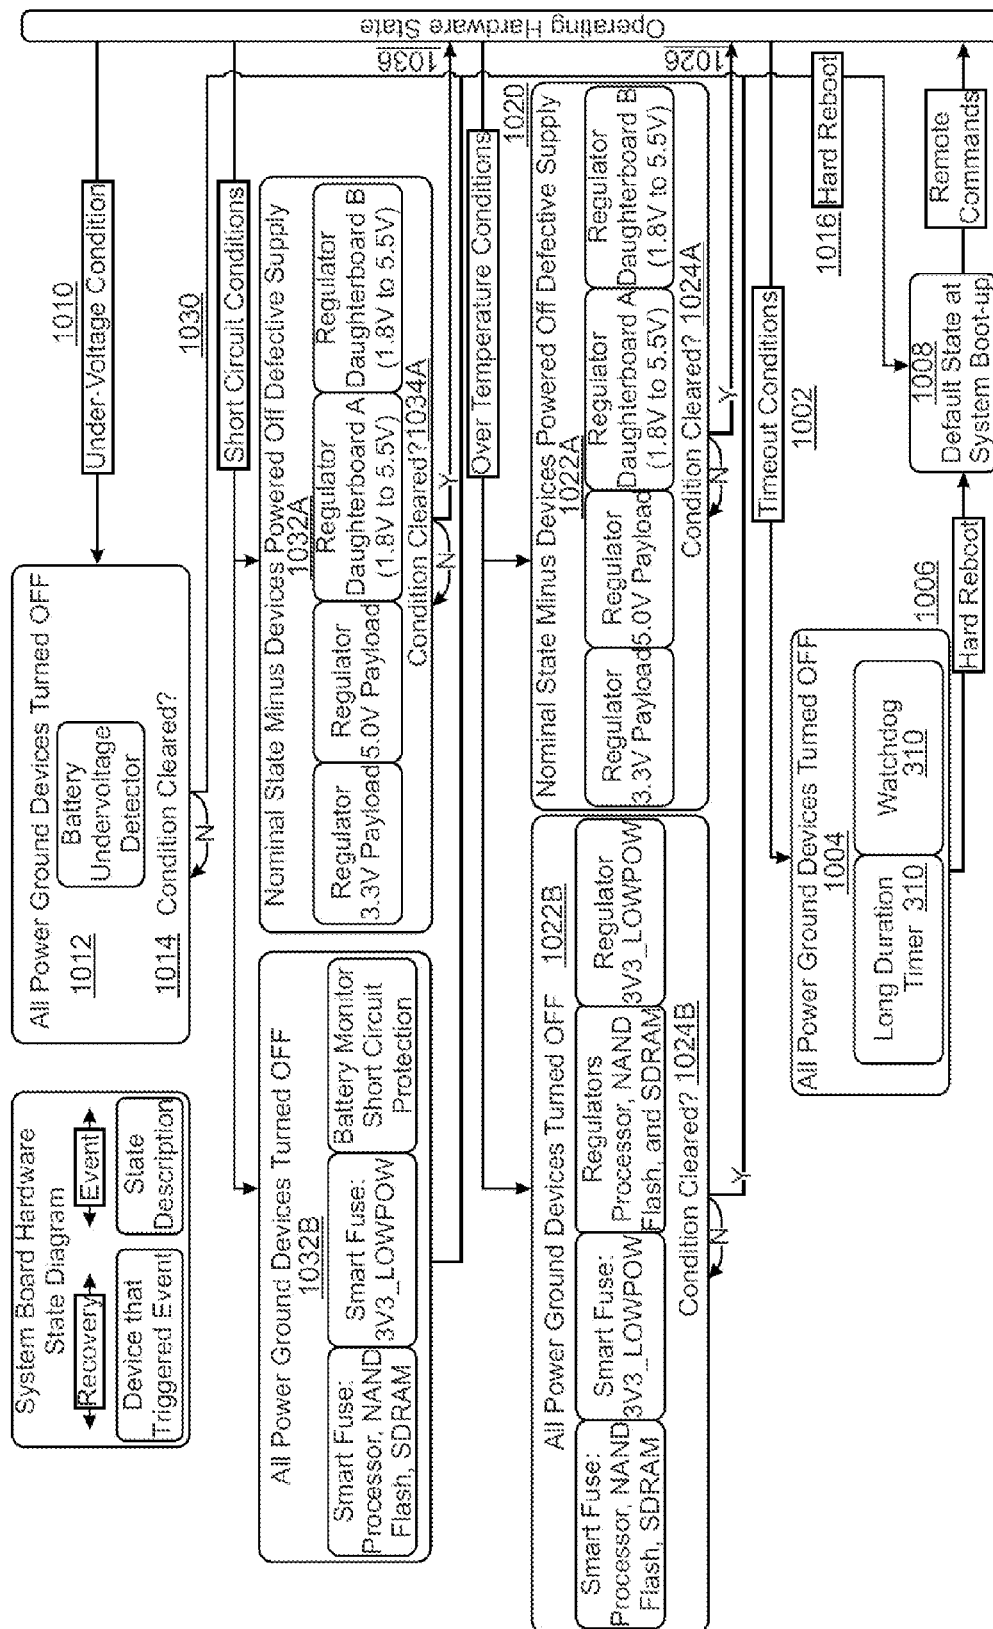 System Board Hardware
State Diagram
Recovery
Event
Device that
Triggered Event
State
Description
All Power Ground Devices Turned OFF
1012
Battery
Undervoltage
Detector
1014 Condition Cleared?
N
Under-Voltage Condition
1010
All Power Ground Devices Turned OFF
1032B
Smart Fuse:
Processor, NAND
Flash, SDRAM
Smart Fuse:
3V3_LOWPOW
Battery Monitor
Short Circuit
Protection
Nominal State Minus Devices Powered Off Defective Supply
1032A
Regulator
3.3V Payload
Regulator
5.0V Payload
Regulator
Daughterboard A
(1.8V to 5.5V)
Regulator
Daughterboard B
(1.8V to 5.5V)
Condition Cleared? 1034A
N
Y
Short Circuit Conditions
1030
1036
All Power Ground Devices Turned OFF
1022B
Smart Fuse:
Processor, NAND
Flash, SDRAM
Smart Fuse:
3V3_LOWPOW
Regulators
Processor, NAND
Flash, and SDRAM
Regulator
3V3_LOWPOW
Condition Cleared? 1024B
N
Y
Nominal State Minus Devices Powered Off Defective Supply
1022A
Regulator
3.3V Payload
Regulator
5.0V Payload
Regulator
Daughterboard A
(1.8V to 5.5V)
Regulator
Daughterboard B
(1.8V to 5.5V)
Condition Cleared? 1024A
N
Y
Over Temperature Conditions
1020
1026
All Power Ground Devices Turned OFF
1004
Long Duration
Timer 310
Watchdog
310
Timeout Conditions
1002
1006
Hard Reboot
1008
Default State at
System Boot-up
1016 Hard Reboot
Remote
Commands
Operating Hardware State